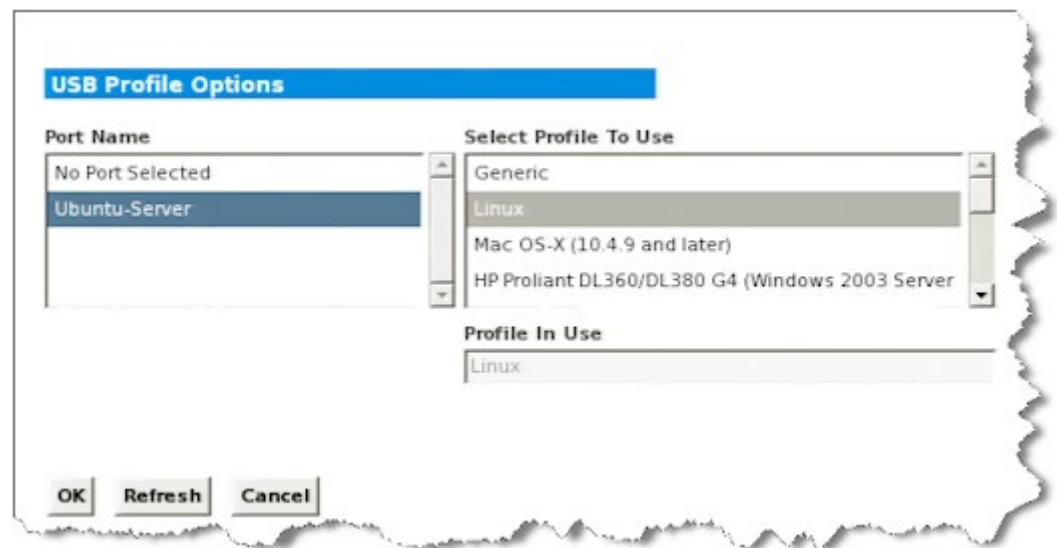 USB Profile Options
Port Name
No Port Selected
Ubuntu-Server
Select Profile To Use
Generic
Linux
Mac OS-X (10.4.9 and later)
HP Proliant DL360/DL380 G4 (Windows 2003 Server
Profile In Use
Linux
OK Refresh Cancel